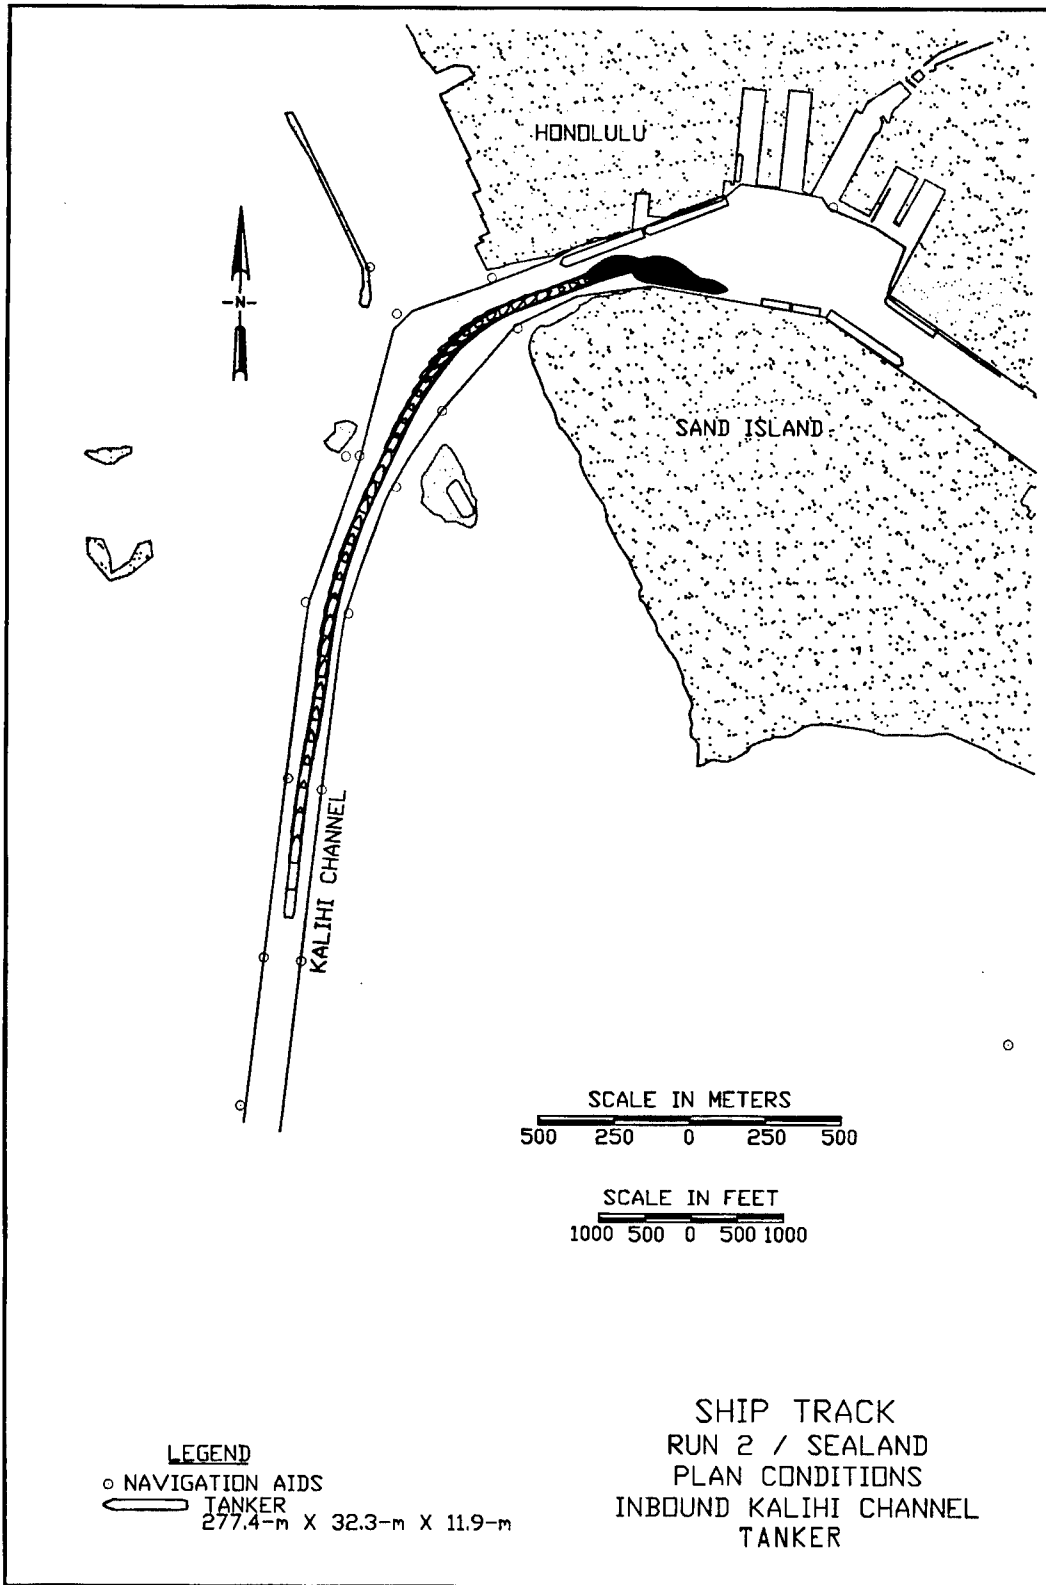 HONOLULU
-N-
SAND ISLAND
KALIHI CHANNEL
SCALE IN METERS
500 250 0 250 500
SCALE IN FEET
1000 500 0 500 1000
LEGEND
NAVIGATION AIDS
TANKER
277.4-m X 32.3-m X 11.9-m
SHIP TRACK
RUN 2 / SEALAND
PLAN CONDITIONS
INBOUND KALIHI CHANNEL
TANKER